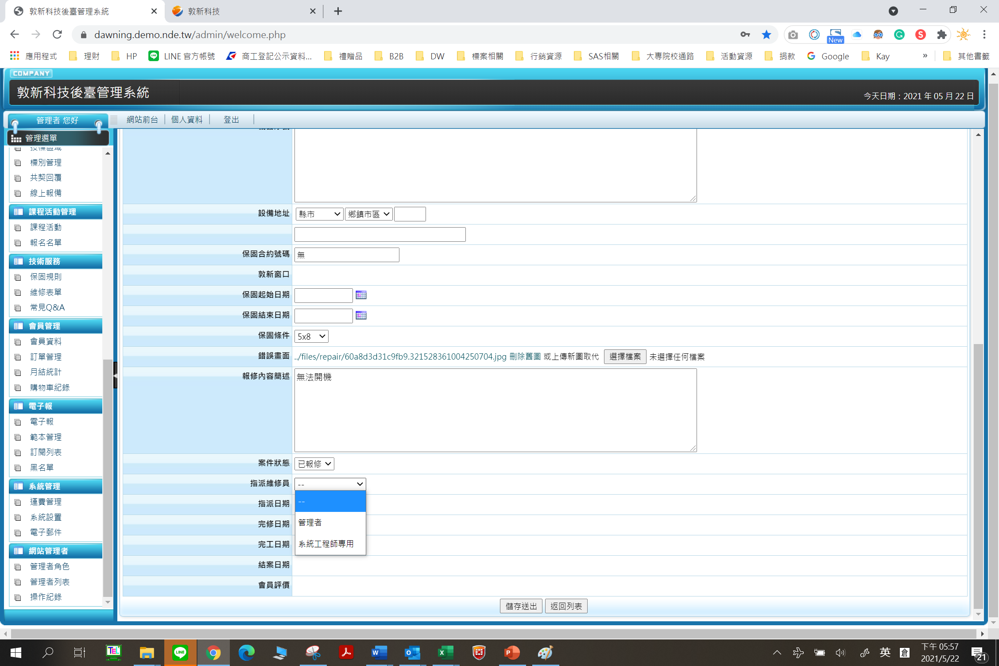 敦新科技後臺管理系統
敦新科技
dawning.demo.nde.tw/admin/welcome.php
New
應用程式
理財
HP
LINE 官方帳號
商工登記公示資料...
禮贈品
B2B
DW
標案相關
行銷資源
SAS相關
大專院校通路
活動資源
捐款
Google
Kay
»
其他書籤
COMPANY
敦新科技後臺管理系統
今天日期：2021 年 05 月 22 日
管理者 您好
網站前台
個人資料
登出
管理選單
標別管理
共契回覆
線上報備
課程活動管理
課程活動
報名名單
技術服務
保固規則
維修表單
常見Q&A
會員管理
會員資料
訂單管理
月結統計
購物車紀錄
電子報
電子報
範本管理
訂閱列表
黑名單
系統管理
運費管理
系統設置
電子郵件
網站管理者
管理者角色
管理者列表
操作紀錄
設備地址 縣市 鄉鎮市區
保固合約號碼 無
敦新窗口
保固起始日期
保固結束日期
保固條件 5x8
錯誤畫面 ../files/repair/60a8d3d31c9fb9.321528361004250704.jpg 刪除舊圖 或上傳新圖取代 選擇檔案 未選擇任何檔案
報修內容簡述 無法開機
案件狀態 已報修
指派維修員 --
--
指派日期
管理者
完修日期
系統工程師專用
完工日期
結案日期
會員評價
儲存送出 返回列表
TEL
LINE
英
倉
下午 05:57
2021/5/22
21